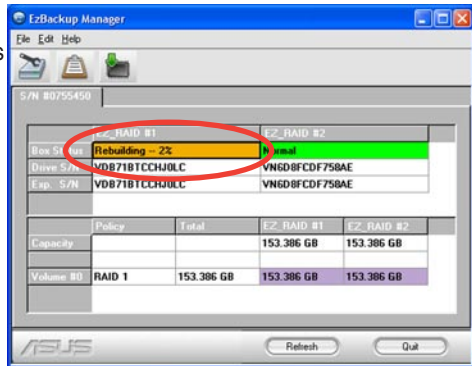 EzBackup Manager
File Edit Help
s
S/N #0755450
EZ_RAID #1 EZ_RAID #2
Box Status Rebuilding -- 2% Normal
Drive S/N VDB71BTCCHJ0LC VN6D8FCDF75BAE
Exp. S/N VDB71BTCCHJ0LC VN6D8FCDF75BAE
Policy Total EZ_RAID #1 EZ_RAID #2
Capacity 153.386 GB 153.386 GB
Volume #0 RAID 1 153.386 GB 153.386 GB 153.386 GB
ASUS Refresh Quit